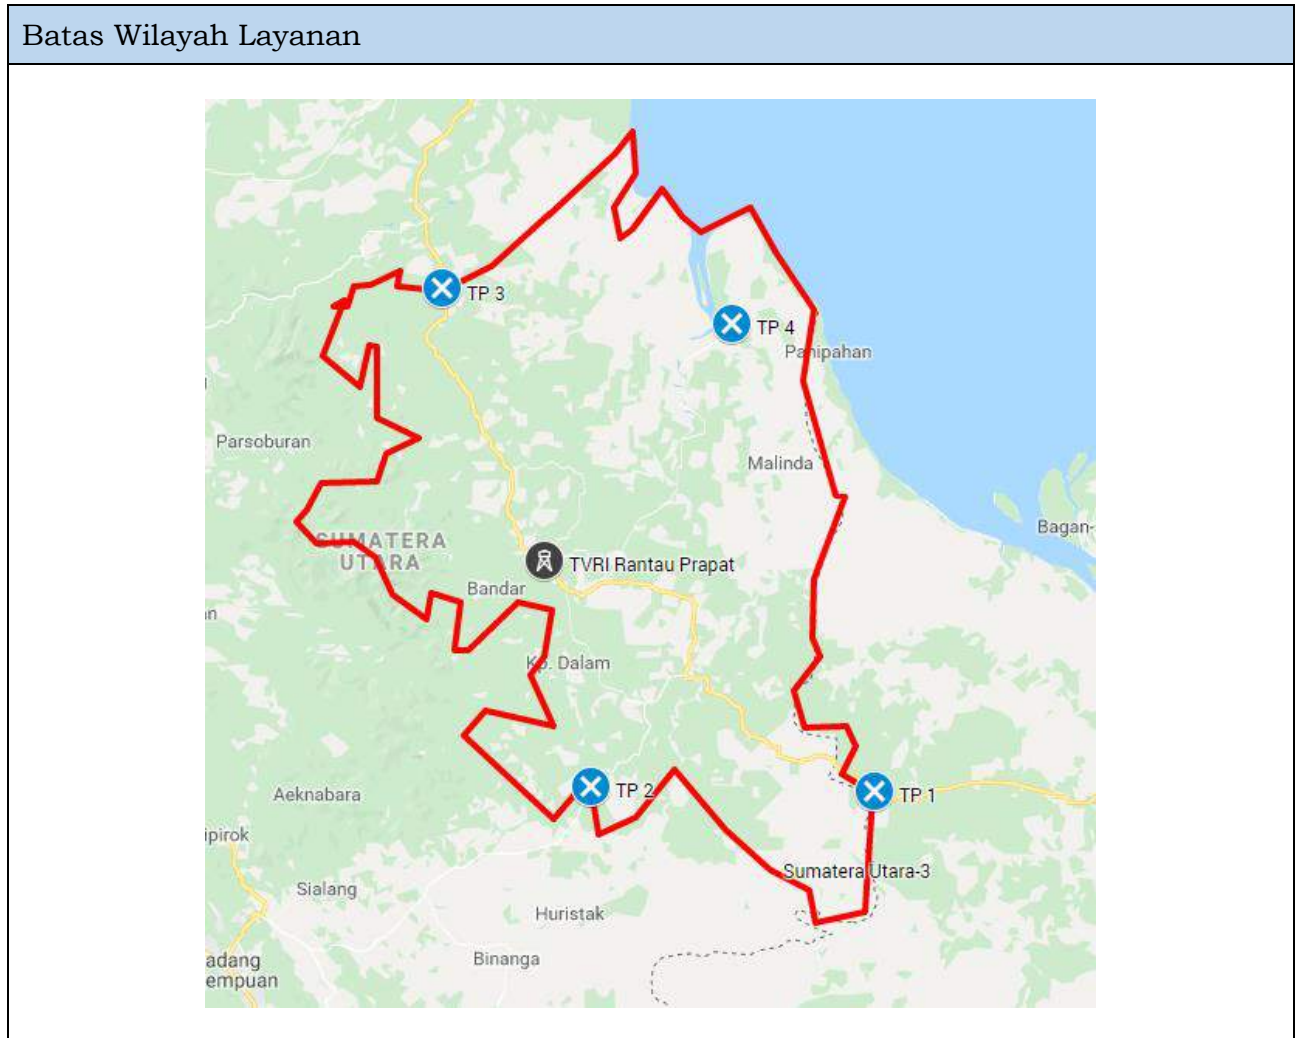 Batas Wilayah Layanan
TP 3
TP 4
Panipahan
Parsoburan
Malinda
Bagan-
SUMATERA
UTARA
TVRI Rantau Prapat
Bandar
an
Kp. Dalam
TP 2
TP 1
Aeknabara
ipirok
Sumatera Utara-3
Sialang
Huristak
Binanga
adang
empuan